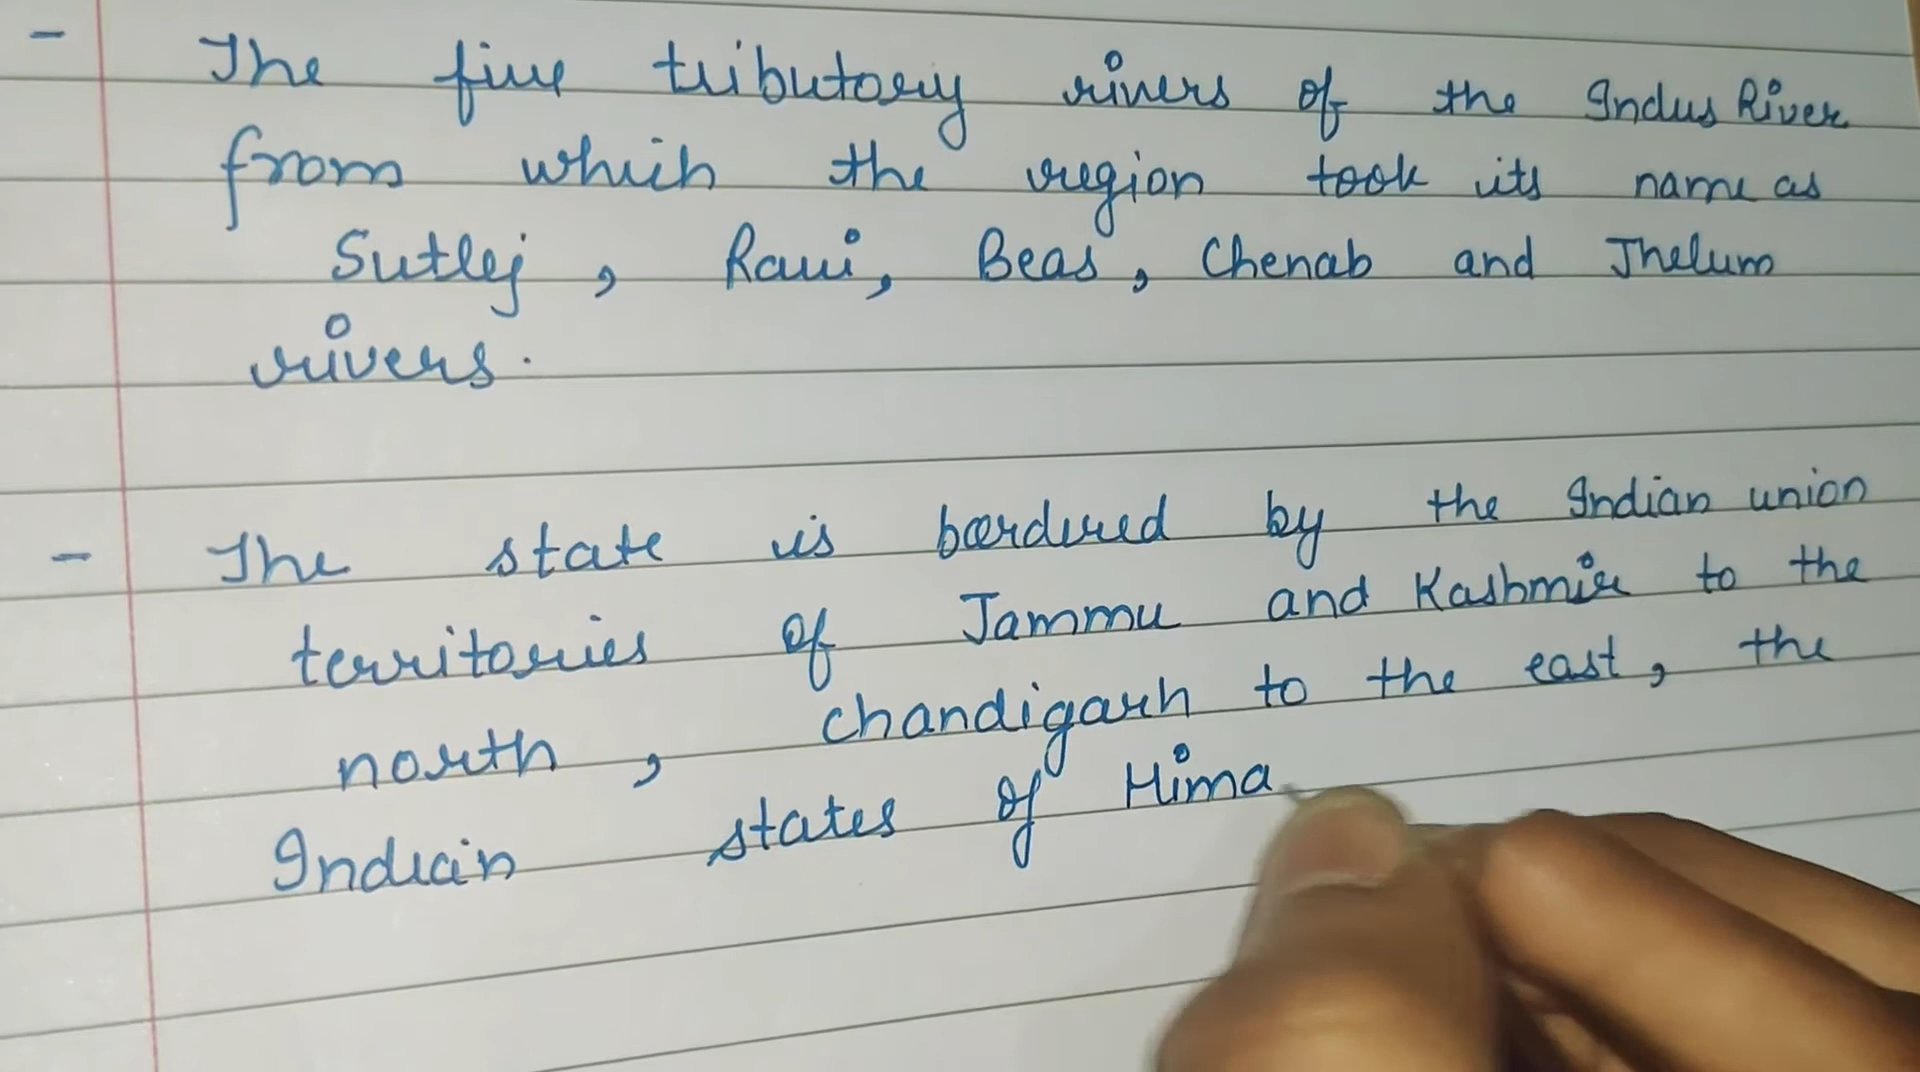 - The five tributory rivers of the Indus River
from which the region took its name as
Sutlej, Ravi, Beas, Chenab and Jhelum
rivers.
- The state is bordered by the Indian union
territories of Jammu and Kashmir to the
north, chandigarh to the east, the
Indian states of Hima